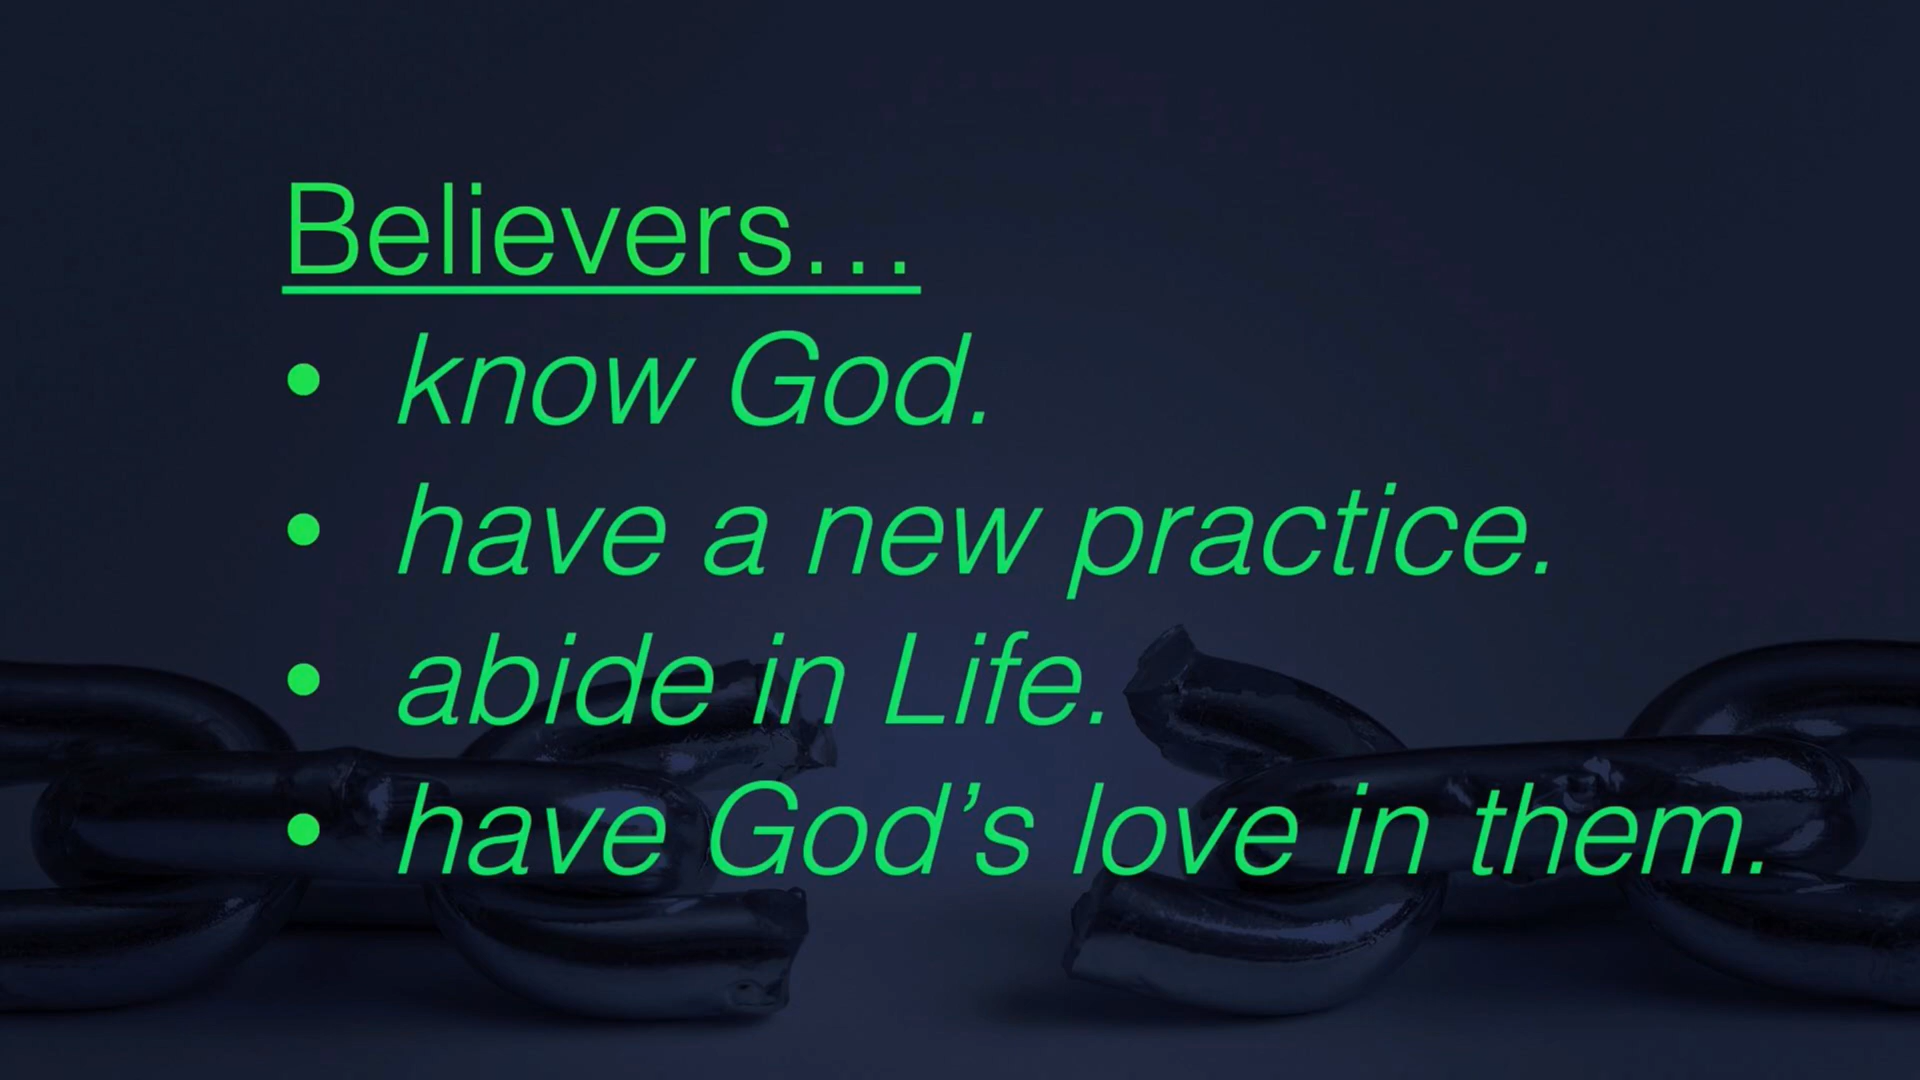 Believers…
• know God.
• have a new practice.
• abide in Life.
• have God’s love in them.